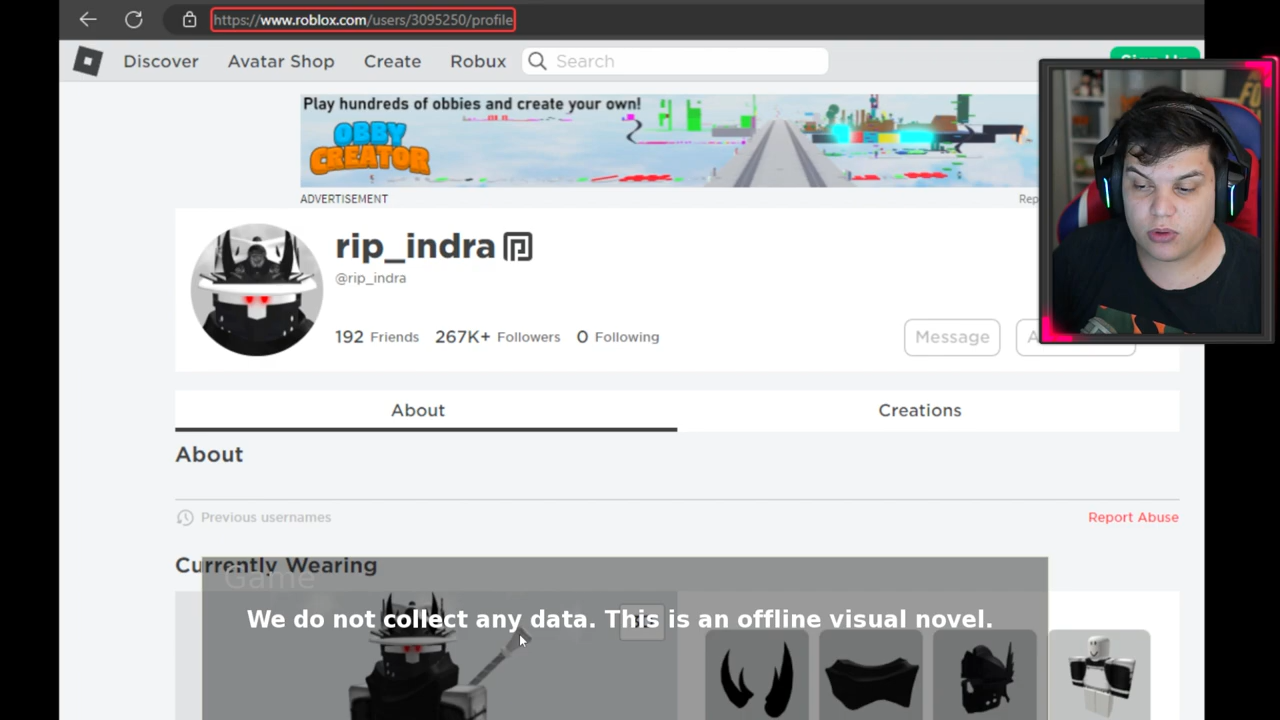 https://www.roblox.com/users/3095250/profile
Discover Avatar Shop Create Robux Search
Play hundreds of obbies and create your own!
OBBY
CREATOR
ADVERTISEMENT
rip_indra
@rip_indra
192 Friends 267K+ Followers 0 Following
Message
About Creations
About
Previous usernames
Report Abuse
Currently Wearing
Game
We do not collect any data. This is an offline visual novel.